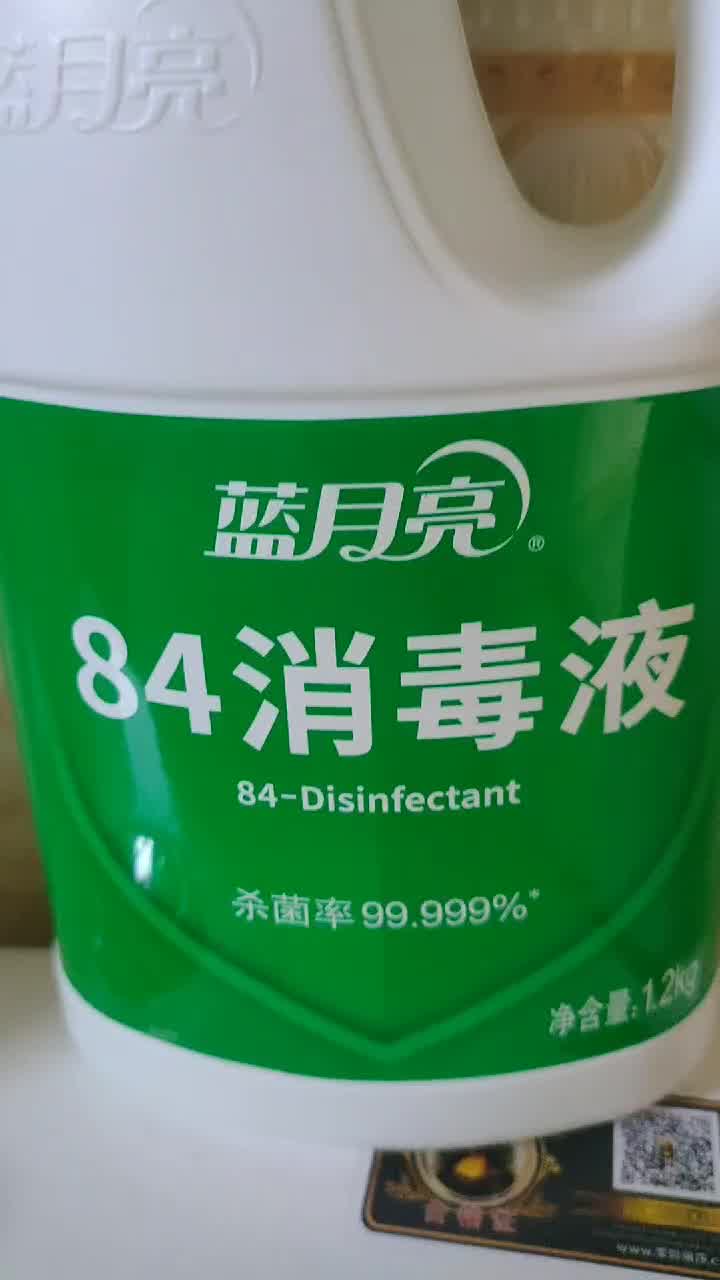 蓝月亮
蓝月亮®
84消毒液
84-Disinfectant
杀菌率99.999%*
净含量:1.2kg